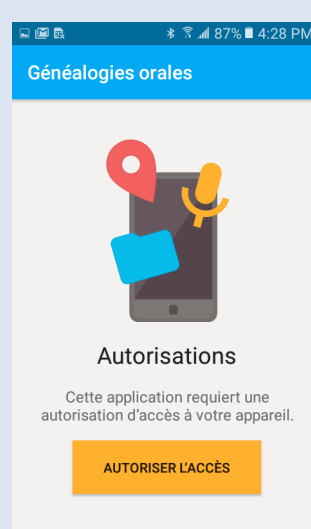 87% 4:28 PM
Généalogies orales
Autorisations
Cette application requiert une
autorisation d'accès à votre appareil.
AUTORISER L'ACCÈS